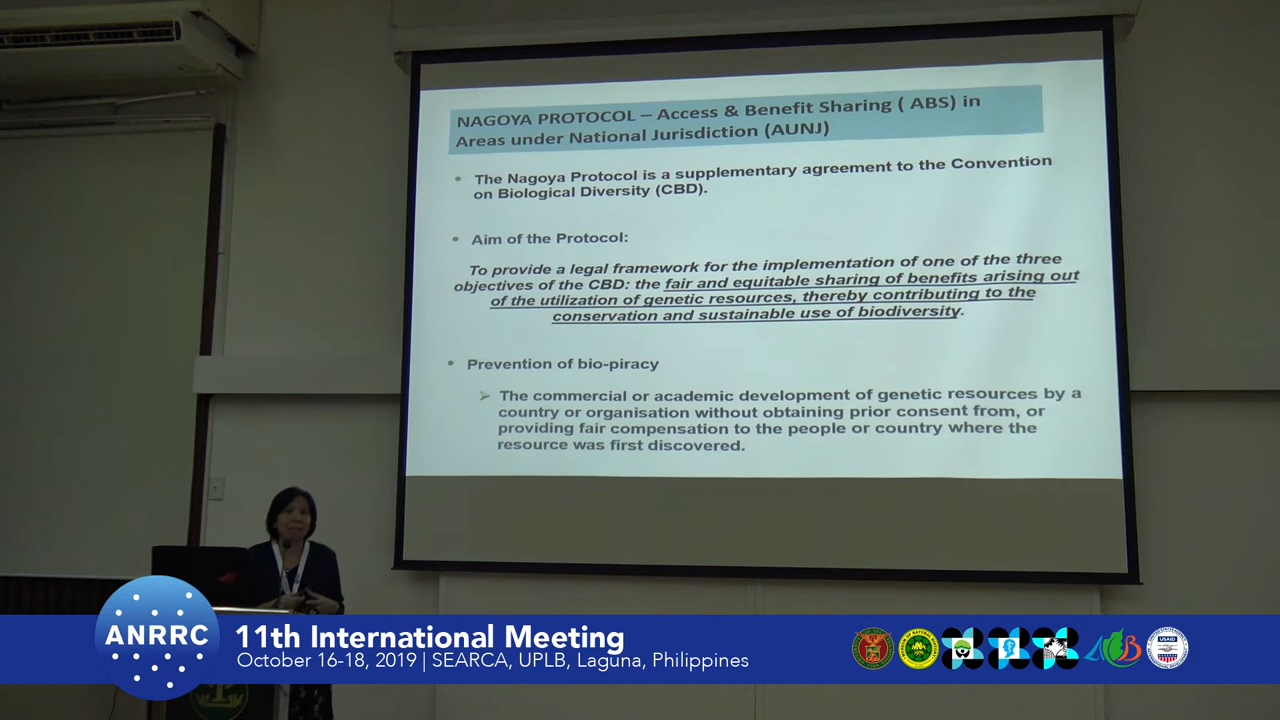 NAGOYA PROTOCOL – Access & Benefit Sharing ( ABS) in
Areas under National Jurisdiction (AUNJ)
• The Nagoya Protocol is a supplementary agreement to the Convention
on Biological Diversity (CBD).
• Aim of the Protocol:
To provide a legal framework for the implementation of one of the three
objectives of the CBD: the fair and equitable sharing of benefits arising out
of the utilization of genetic resources, thereby contributing to the
conservation and sustainable use of biodiversity.
• Prevention of bio-piracy
➢ The commercial or academic development of genetic resources by a
country or organisation without obtaining prior consent from, or
providing fair compensation to the people or country where the
resource was first discovered.
ANRRC
11th International Meeting
October 16-18, 2019 | SEARCA, UPLB, Laguna, Philippines
USAID